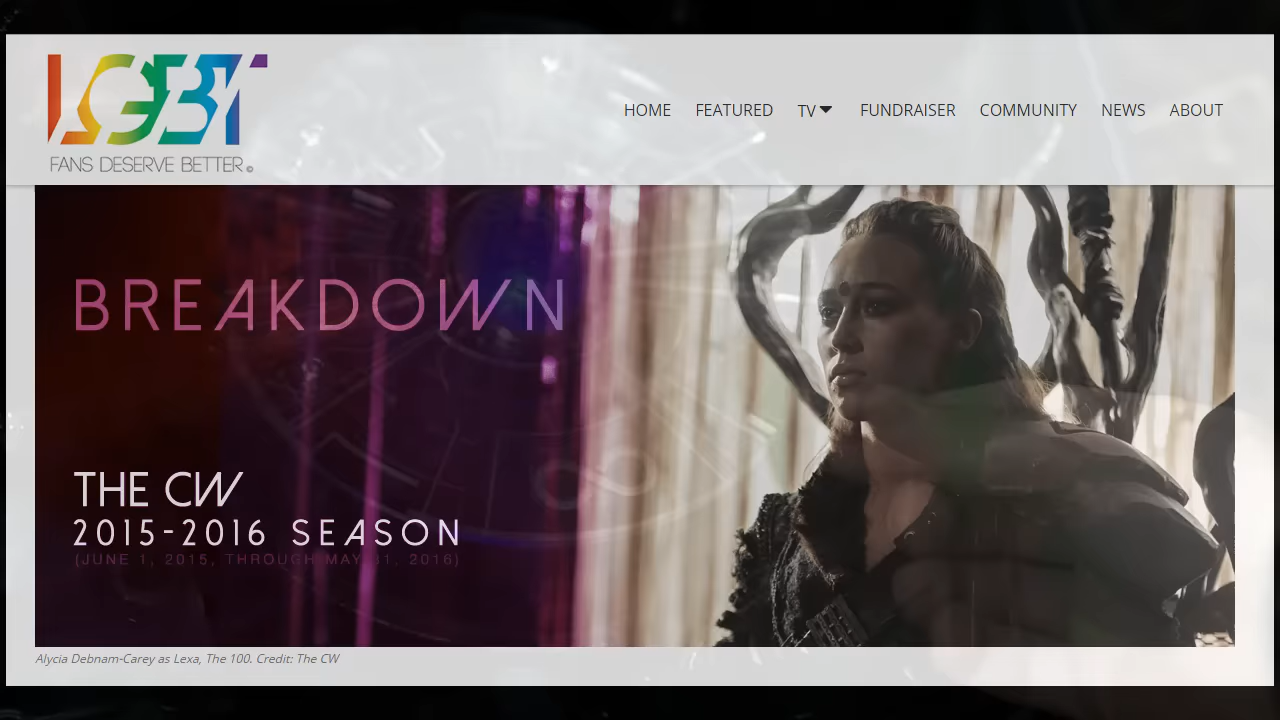 LGBT
FANS DESERVE BETTER©
HOME FEATURED TV FUNDRAISER COMMUNITY NEWS ABOUT
BREAKDOWN
THE CW
2015-2016 SEASON
(JUNE 1, 2015, THROUGH MAY 31, 2016)
Alycia Debnam-Carey as Lexa, The 100. Credit: The CW